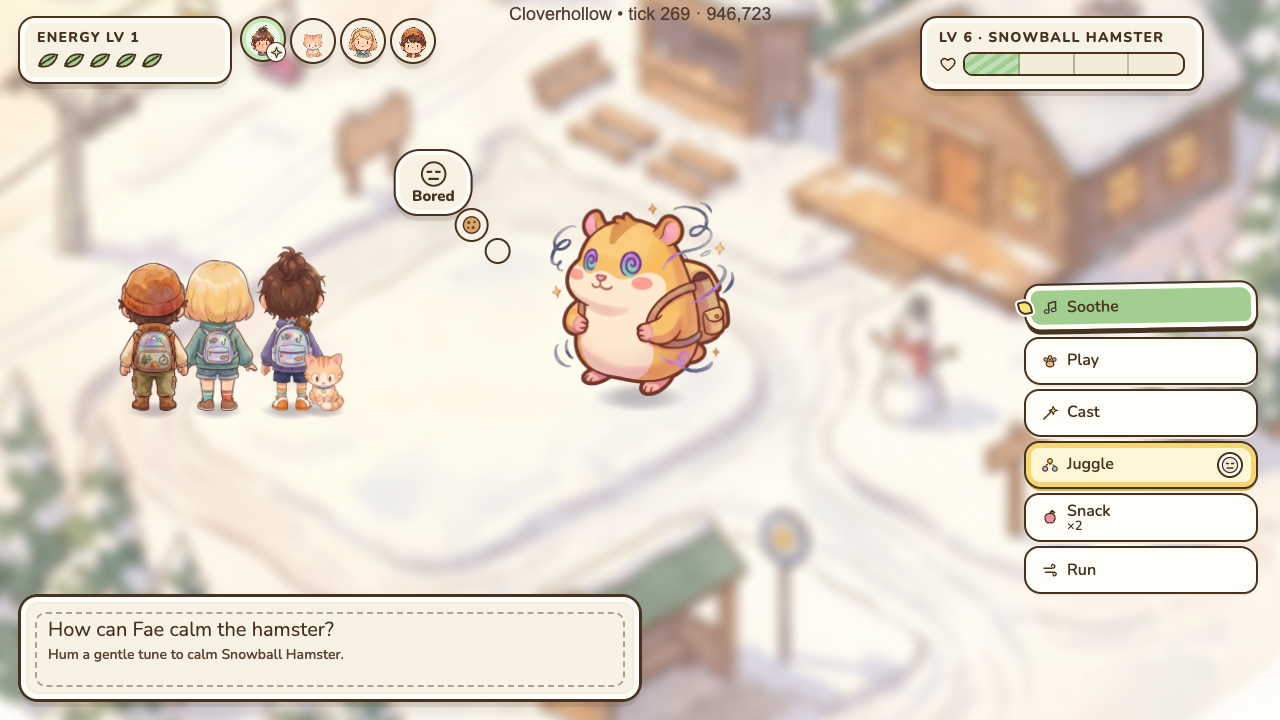 Cloverhollow • tick 269 · 946,723
ENERGY LV 1
LV 6 · SNOWBALL HAMSTER
Bored
Soothe
Play
Cast
Juggle
Snack
×2
Run
How can Fae calm the hamster?
Hum a gentle tune to calm Snowball Hamster.